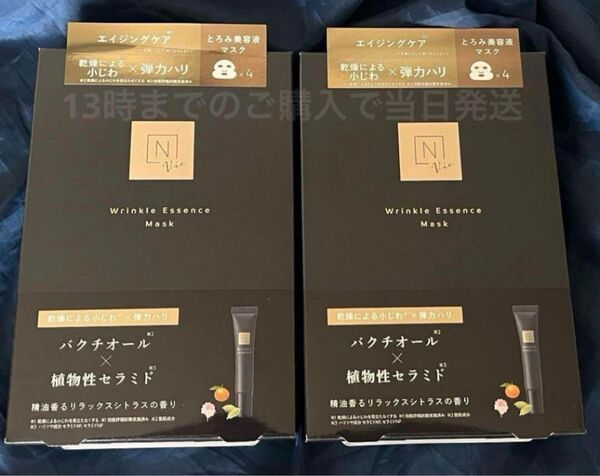 エイジングケア
乾燥による
小じわ
×弾力ハリ
とろみ美容液
マスク
×4
エイジングケア
乾燥による
小じわ
×弾力ハリ
とろみ美容液
マスク
×4
13時までのご購入で当日発送
N
Vie
Wrinkle Essence
Mask
乾燥による小じわ×弾力ハリ
※2
バクチオール
×
※3
植物性セラミド
精油香るリラックスシトラスの香り
N
Vie
Wrinkle Essence
Mask
乾燥による小じわ×弾力ハリ
※2
バクチオール
×
※3
植物性セラミド
精油香るリラックスシトラスの香り